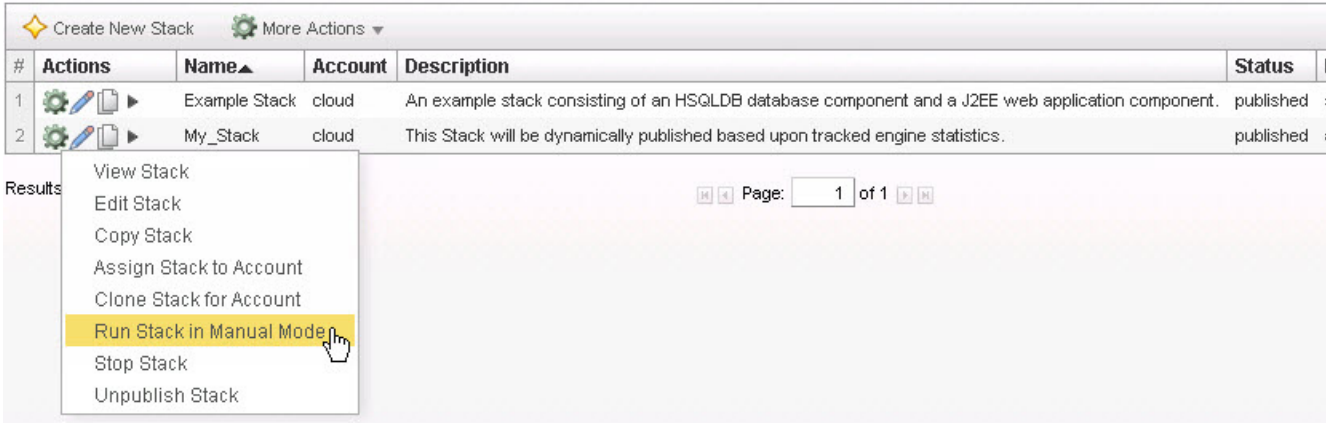 Create New Stack More Actions
# Actions Name Account Description Status
1 Example Stack cloud An example stack consisting of an HSQLDB database component and a J2EE web application component. published
2 My_Stack cloud This Stack will be dynamically published based upon tracked engine statistics. published
Results Page: 1 of 1
View Stack
Edit Stack
Copy Stack
Assign Stack to Account
Clone Stack for Account
Run Stack in Manual Mode
Stop Stack
Unpublish Stack